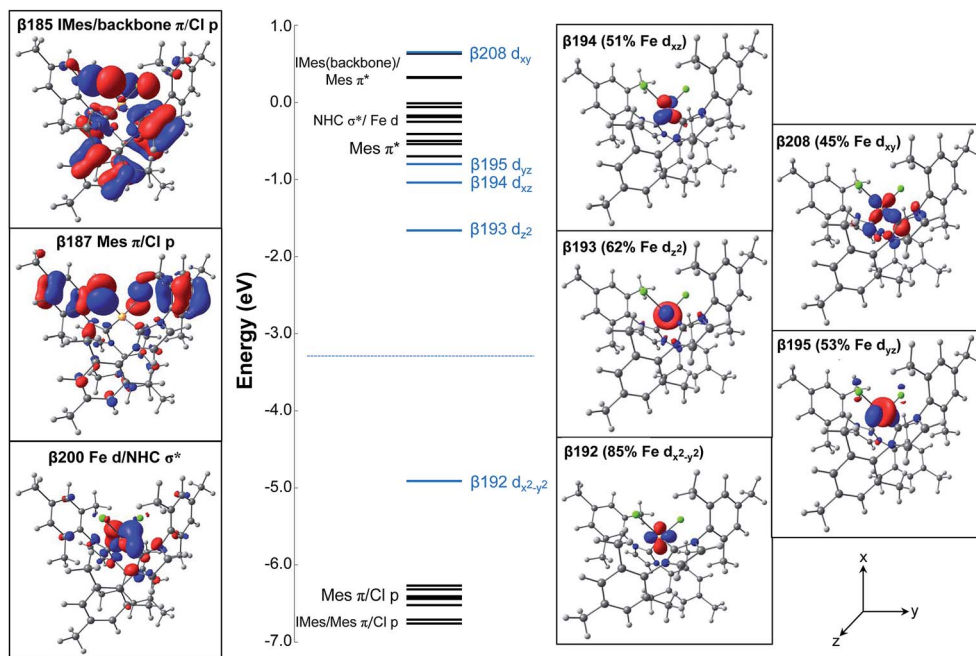 β185 IMes/backbone π/Cl p
β187 Mes π/Cl p
β200 Fe d/NHC σ*
Energy (eV)
1.0
0.0
-1.0
-2.0
-3.0
-4.0
-5.0
-6.0
-7.0
IMes(backbone)/
Mes π*
NHC σ*/ Fe d
Mes π*
Mes π/Cl p
IMes/Mes π/Cl p
β208 dxy
β195 dyz
β194 dxz
β193 dz2
β192 dx2-y2
β194 (51% Fe dxz)
β193 (62% Fe dz2)
β192 (85% Fe dx2-y2)
β208 (45% Fe dxy)
β195 (53% Fe dyz)
x
y
z